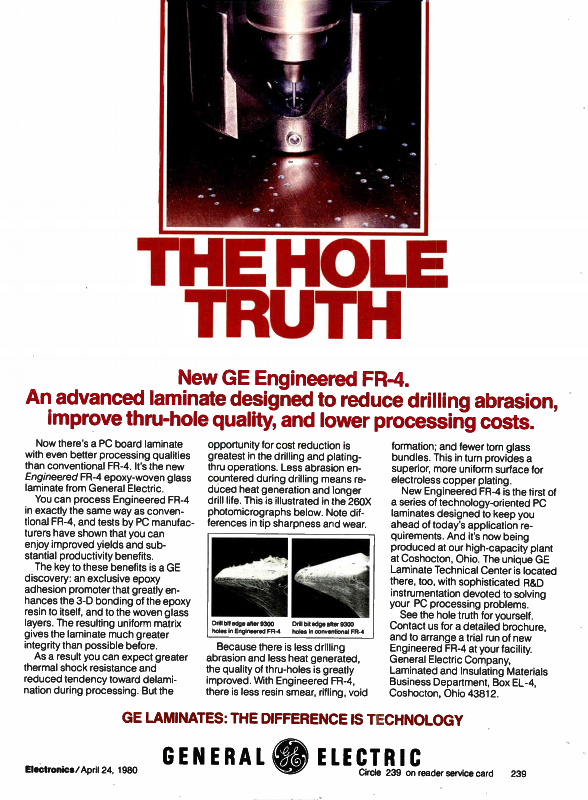 THE HOLE
TRUTH
New GE Engineered FR-4.
An advanced laminate designed to reduce drilling abrasion,
improve thru-hole quality, and lower processing costs.
Now there's a PC board laminate
with even better processing qualities
than conventional FR-4. It's the new
Engineered FR-4 epoxy-woven glass
laminate from General Electric.
You can process Engineered FR-4
in exactly the same way as conven-
tional FR-4, and tests by PC manufac-
turers have shown that you can
enjoy improved yields and sub-
stantial productivity benefits.
The key to these benefits is a GE
discovery: an exclusive epoxy
adhesion promoter that greatly en-
hances the 3-D bonding of the epoxy
resin to itself, and to the woven glass
layers. The resulting uniform matrix
gives the laminate much greater
integrity than possible before.
As a result you can expect greater
thermal shock resistance and
reduced tendency toward delami-
nation during processing. But the
opportunity for cost reduction is
greatest in the drilling and plating-
thru operations. Less abrasion en-
countered during drilling means re-
duced heat generation and longer
drill life. This is illustrated in the 260X
photomicrographs below. Note dif-
ferences in tip sharpness and wear.
Drill bit edge after 9300
holes in Engineered FR-4
Drill bit edge after 9300
holes in conventional FR-4
Because there is less drilling
abrasion and less heat generated,
the quality of thru-holes is greatly
improved. With Engineered FR-4,
there is less resin smear, rifling, void
formation; and fewer torn glass
bundles. This in turn provides a
superior, more uniform surface for
electroless copper plating.
New Engineered FR-4 is the first of
a series of technology-oriented PC
laminates designed to keep you
ahead of today's application re-
quirements. And it's now being
produced at our high-capacity plant
at Coshocton, Ohio. The unique GE
Laminate Technical Center is located
there, too, with sophisticated R&D
instrumentation devoted to solving
your PC processing problems.
See the hole truth for yourself.
Contact us for a detailed brochure,
and to arrange a trial run of new
Engineered FR-4 at your facility.
General Electric Company,
Laminated and Insulating Materials
Business Department, Box EL-4,
Coshocton, Ohio 43812.
GE LAMINATES: THE DIFFERENCE IS TECHNOLOGY
GENERAL GE ELECTRIC
Electronics/April 24, 1980
Circle 239 on reader service card 239